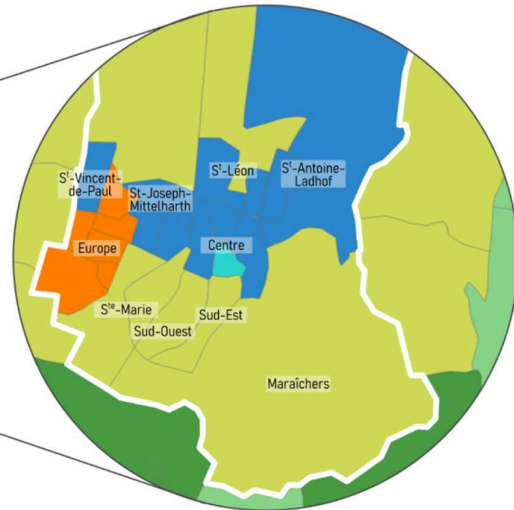 Sᵗ-Vincent-
de-Paul
St-Joseph-
Mittelharth
Sᵗ-Léon
Sᵗ-Antoine-
Ladhof
Europe
Centre
Sᵗᵉ-Marie
Sud-Ouest
Sud-Est
Maraîchers